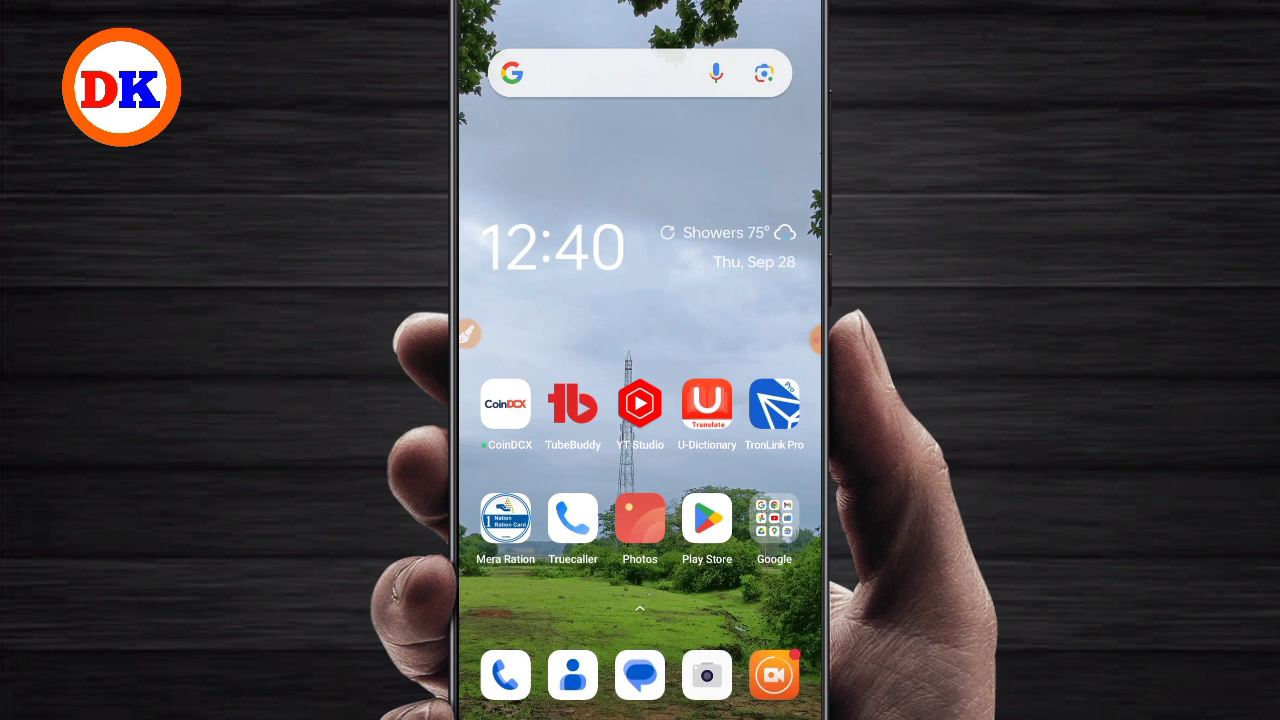 DK
12:40
Showers 75°
Thu, Sep 28
CoinDCX
U
Translate
Pro
CoinDCX
TubeBuddy
YT Studio
U-Dictionary
TronLink Pro
1 Nation
Ration Card
Mera Ration
Truecaller
Photos
Play Store
Google